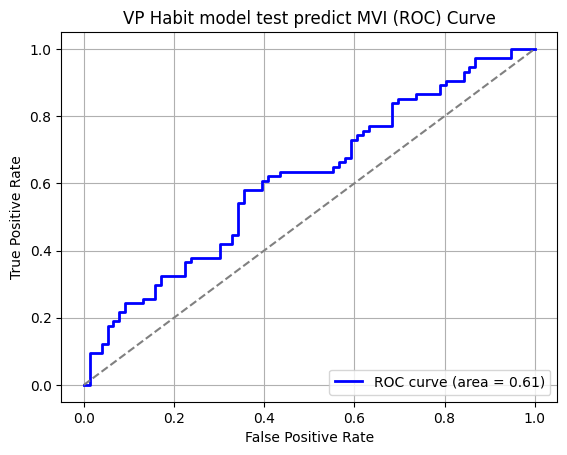 VP Habit model test predict MVI (ROC) Curve
True Positive Rate
1.0
0.8
0.6
0.4
0.2
0.0
ROC curve (area = 0.61)
0.0 0.2 0.4 0.6 0.8 1.0
False Positive Rate